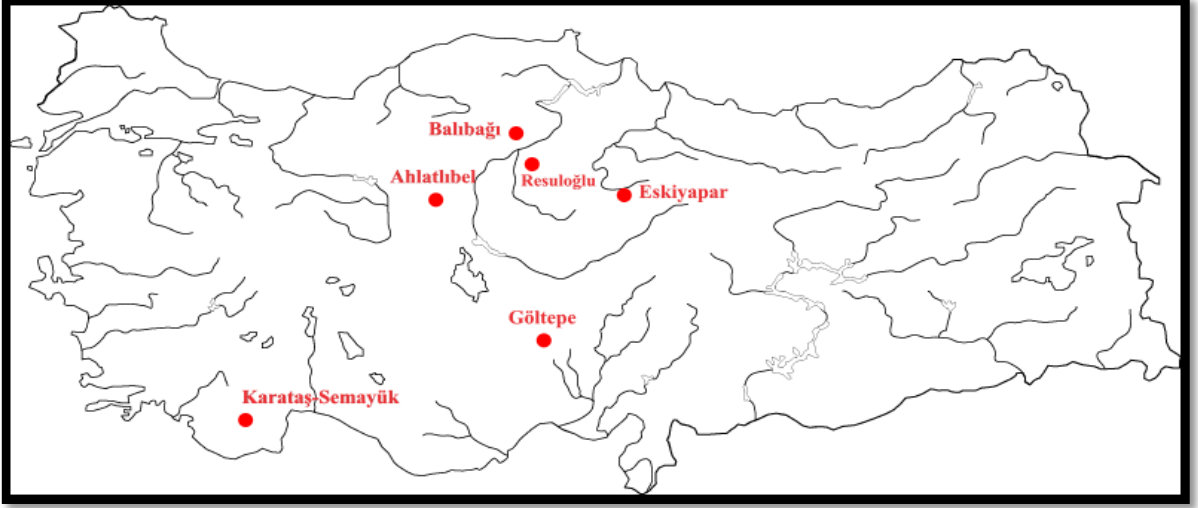 Balıbağı
Ahlatlıbel
Resuloğlu
Eskiyapar
Göltepe
Karataş-Semayük